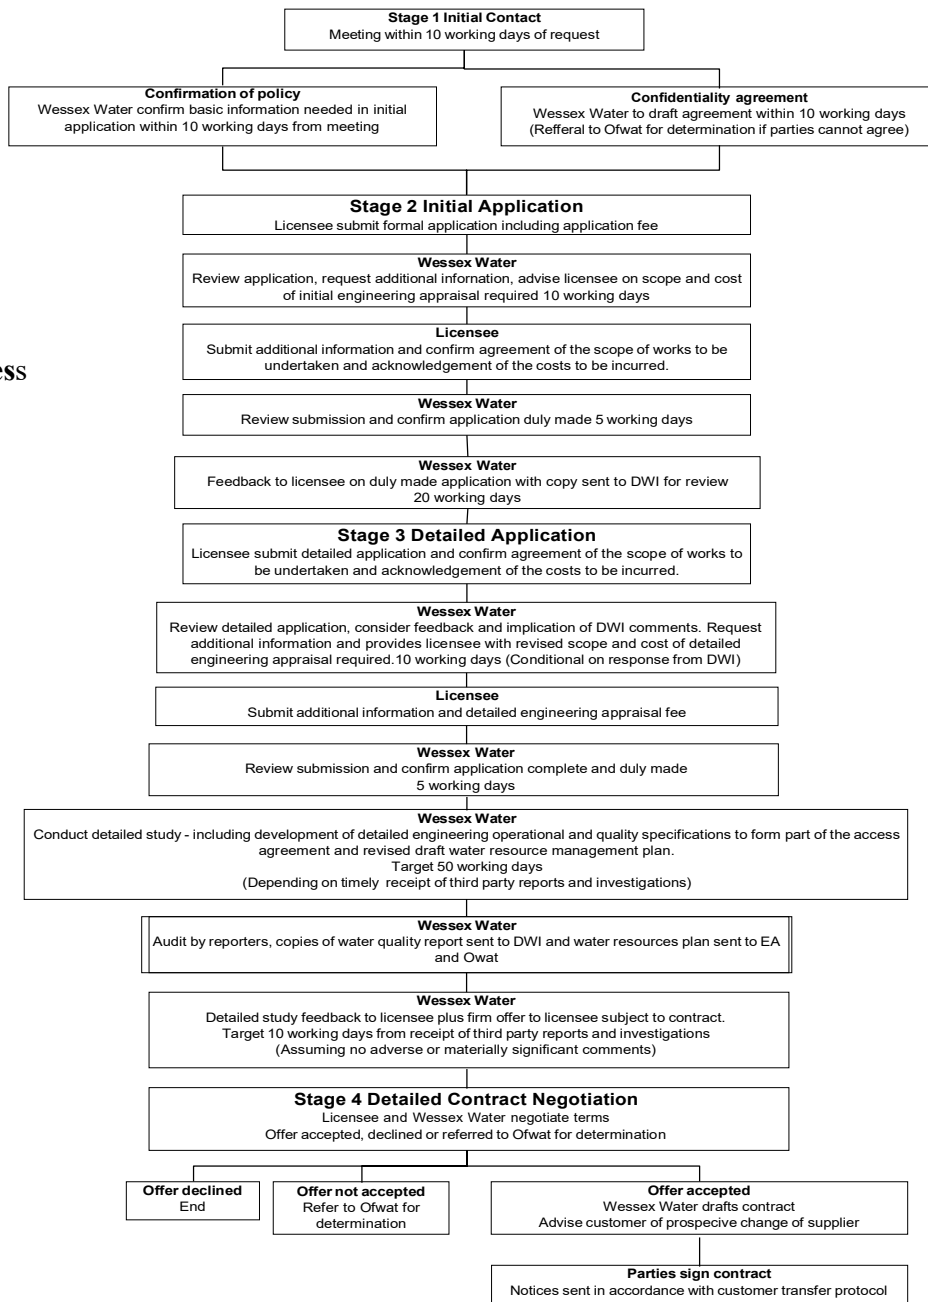 Stage 1 Initial Contact
Meeting within 10 working days of request
Confirmation of policy
Wessex Water confirm basic information needed in initial
application within 10 working days from meeting
Confidentiality agreement
Wessex Water to draft agreement within 10 working days
(Refferal to Ofwat for determination if parties cannot agree)
Stage 2 Initial Application
Licensee submit formal application including application fee
Wessex Water
Review application, request additional infornation, advise licensee on scope and cost
of initial engineering appraisal required 10 working days
Licensee
Submit additional information and confirm agreement of the scope of works to be
undertaken and acknowledgement of the costs to be incurred.
ess
Wessex Water
Review submission and confirm application duly made 5 working days
Wessex Water
Feedback to licensee on duly made application with copy sent to DWI for review
20 working days
Stage 3 Detailed Application
Licensee submit detailed application and confirm agreement of the scope of works to
be undertaken and acknowledgement of the costs to be incurred.
Wessex Water
Review detailed application, consider feedback and implication of DWI comments. Request
additional information and provides licensee with revised scope and cost of detailed
engineering appraisal required.10 working days (Conditional on response from DWI)
Licensee
Submit additional information and detailed engineering appraisal fee
Wessex Water
Review submission and confirm application complete and duly made
5 working days
Wessex Water
Conduct detailed study - including development of detailed engineering operational and quality specifications to form part of the access
agreement and revised draft water resource management plan.
Target 50 working days
(Depending on timely receipt of third party reports and investigations)
Wessex Water
Audit by reporters, copies of water quality report sent to DWI and water resources plan sent to EA
and Owat
Wessex Water
Detailed study feedback to licensee plus firm offer to licensee subject to contract.
Target 10 working days from receipt of third party reports and investigations
(Assuming no adverse or materially significant comments)
Stage 4 Detailed Contract Negotiation
Licensee and Wessex Water negotiate terms
Offer accepted, declined or referred to Ofwat for determination
Offer declined
End
Offer not accepted
Refer to Ofwat for
determination
Offer accepted
Wessex Water drafts contract
Advise customer of prospecive change of supplier
Parties sign contract
Notices sent in accordance with customer transfer protocol